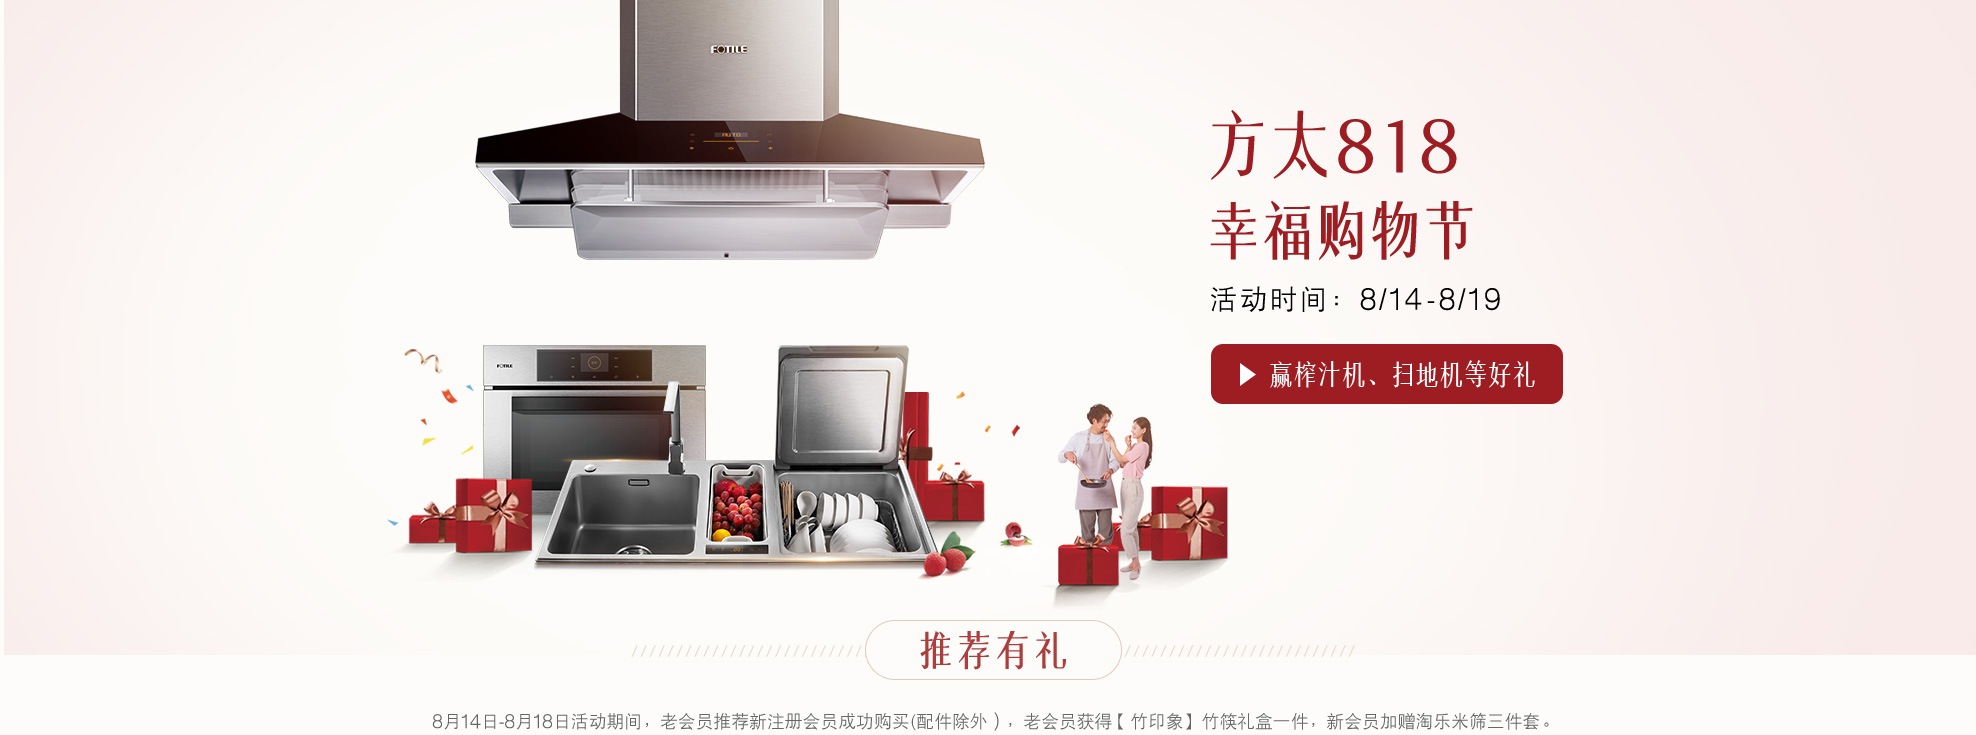 FOTILE
AUTO
方太818
幸福购物节
活动时间：8/14-8/19
赢榨汁机、扫地机等好礼
FOTILE
推荐有礼
8月14日-8月18日活动期间，老会员推荐新注册会员成功购买(配件除外），老会员获得【竹印象】竹筷礼盒一件，新会员加赠淘乐米筛三件套。